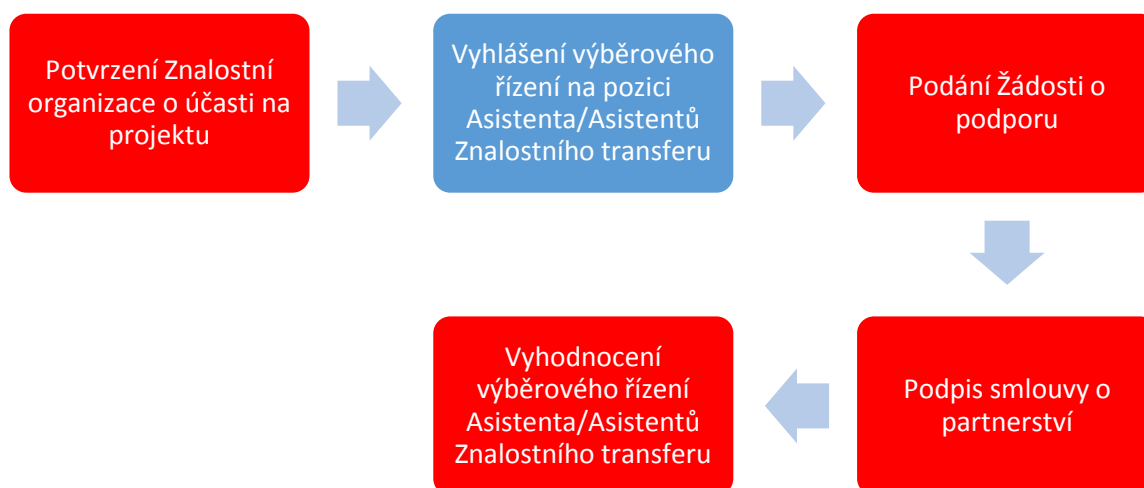 Potvrzení Znalostní
organizace o účasti na
projektu
Vyhlášení výběrového
řízení na pozici
Asistenta/Asistentů
Znalostního transferu
Podání Žádosti o
podporu
Podpis smlouvy o
partnerství
Vyhodnocení
výběrového řízení
Asistenta/Asistentů
Znalostního transferu